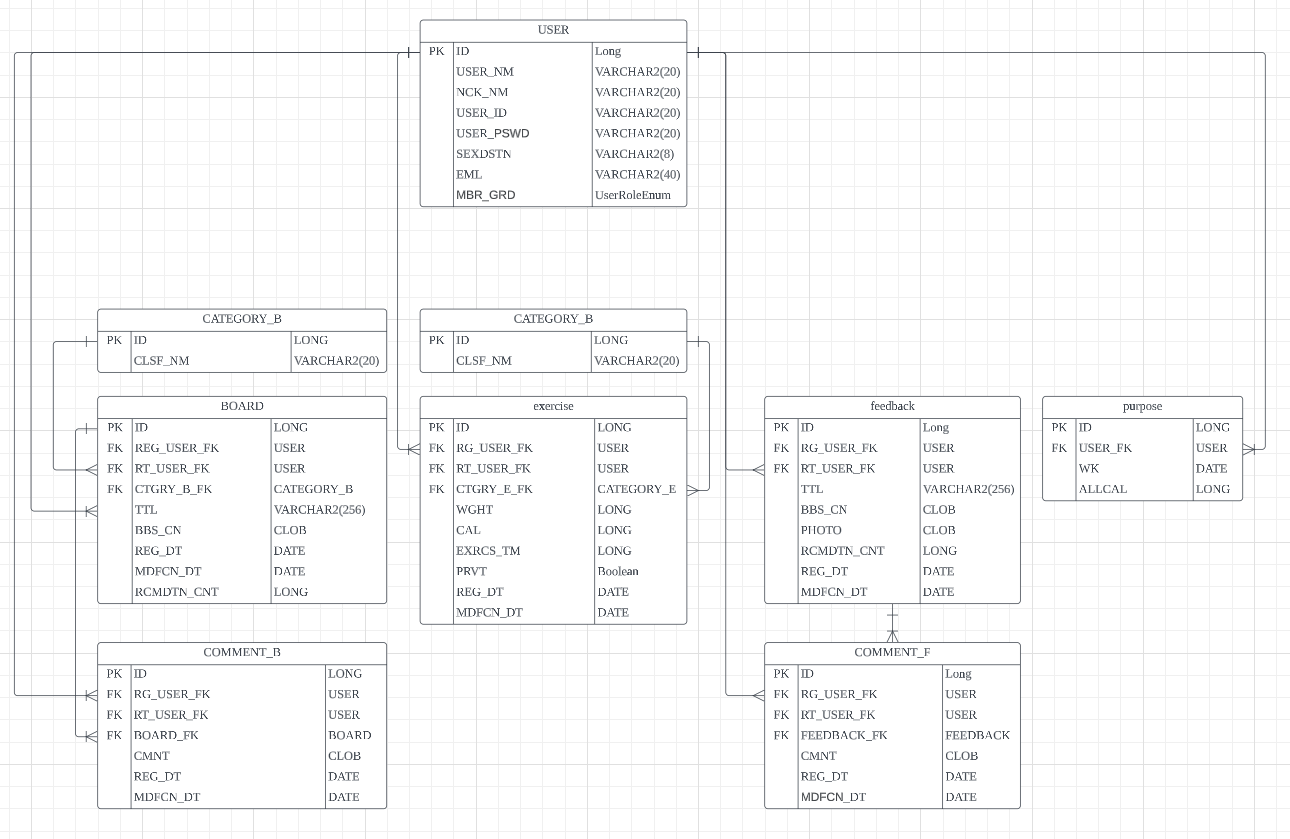 USER
PK ID Long
USER_NM VARCHAR2(20)
NCK_NM VARCHAR2(20)
USER_ID VARCHAR2(20)
USER_PSWD VARCHAR2(20)
SEXDSTN VARCHAR2(8)
EML VARCHAR2(40)
MBR_GRD UserRoleEnum
CATEGORY_B
PK ID LONG
CLSF_NM VARCHAR2(20)
CATEGORY_B
PK ID LONG
CLSF_NM VARCHAR2(20)
BOARD
PK ID LONG
FK REG_USER_FK USER
FK RT_USER_FK USER
FK CTGRY_B_FK CATEGORY_B
TTL VARCHAR2(256)
BBS_CN CLOB
REG_DT DATE
MDFCN_DT DATE
RCMDTN_CNT LONG
exercise
PK ID LONG
FK RG_USER_FK USER
FK RT_USER_FK USER
FK CTGRY_E_FK CATEGORY_E
WGHT LONG
CAL LONG
EXRCS_TM LONG
PRVT Boolean
REG_DT DATE
MDFCN_DT DATE
feedback
PK ID Long
FK RG_USER_FK USER
FK RT_USER_FK USER
TTL VARCHAR2(256)
BBS_CN CLOB
PHOTO CLOB
RCMDTN_CNT LONG
REG_DT DATE
MDFCN_DT DATE
purpose
PK ID LONG
FK USER_FK USER
WK DATE
ALLCAL LONG
COMMENT_B
PK ID LONG
FK RG_USER_FK USER
FK RT_USER_FK USER
FK BOARD_FK BOARD
CMNT CLOB
REG_DT DATE
MDFCN_DT DATE
COMMENT_F
PK ID Long
FK RG_USER_FK USER
FK RT_USER_FK USER
FK FEEDBACK_FK FEEDBACK
CMNT CLOB
REG_DT DATE
MDFCN_DT DATE